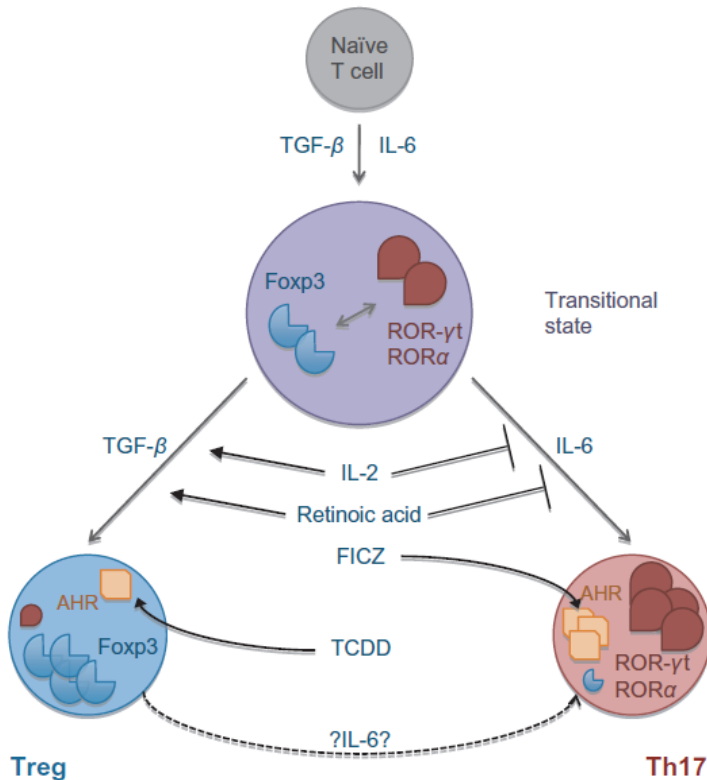 Naïve
T cell
TGF-β IL-6
Foxp3
ROR-γt
RORα
Transitional
state
TGF-β
IL-6
IL-2
Retinoic acid
FICZ
AHR
Foxp3
TCDD
AHR
ROR-γt
RORα
?IL-6?
Treg
Th17